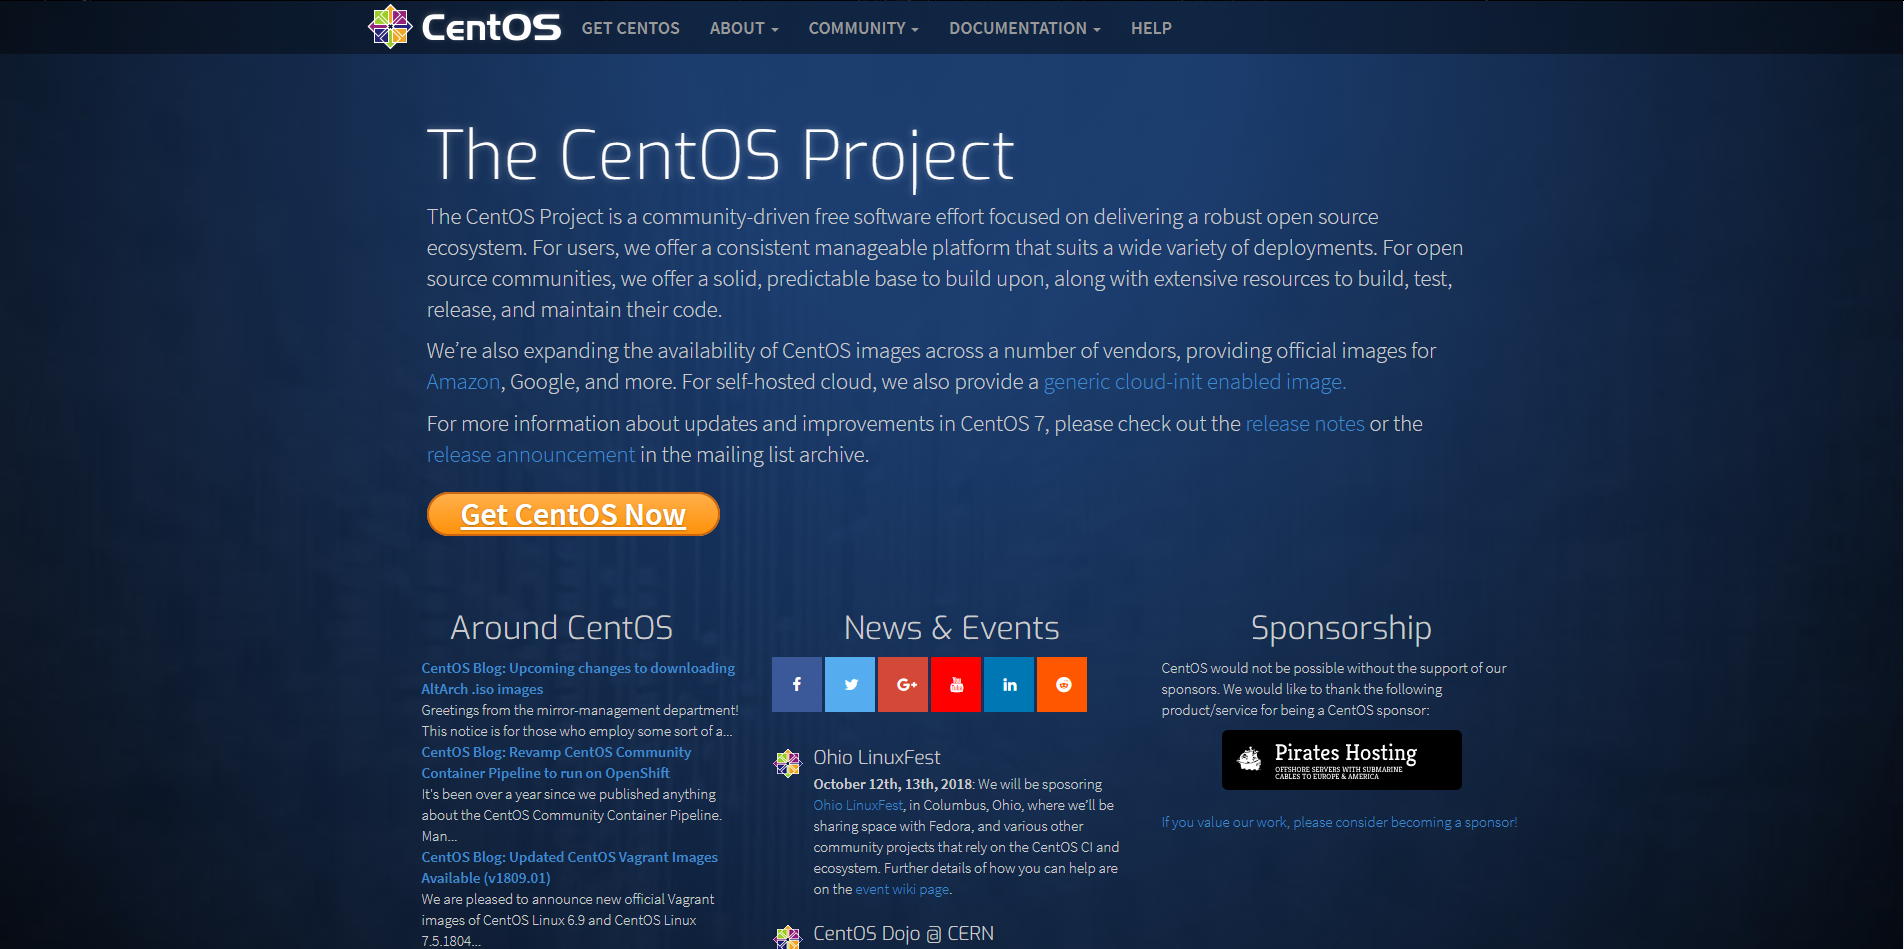 CentOS GET CENTOS ABOUT COMMUNITY DOCUMENTATION HELP
The CentOS Project
The CentOS Project is a community-driven free software effort focused on delivering a robust open source
ecosystem. For users, we offer a consistent manageable platform that suits a wide variety of deployments. For open
source communities, we offer a solid, predictable base to build upon, along with extensive resources to build, test,
release, and maintain their code.
We’re also expanding the availability of CentOS images across a number of vendors, providing official images for
Amazon, Google, and more. For self-hosted cloud, we also provide a generic cloud-init enabled image.
For more information about updates and improvements in CentOS 7, please check out the release notes or the
release announcement in the mailing list archive.
Get CentOS Now
Around CentOS
CentOS Blog: Upcoming changes to downloading
AltArch .iso images
Greetings from the mirror-management department!
This notice is for those who employ some sort of a...
CentOS Blog: Revamp CentOS Community
Container Pipeline to run on OpenShift
It's been over a year since we published anything
about the CentOS Community Container Pipeline.
Man...
CentOS Blog: Updated CentOS Vagrant Images
Available (v1809.01)
We are pleased to announce new official Vagrant
images of CentOS Linux 6.9 and CentOS Linux
7.5.1804...
News & Events
f G+ You Tube in
Ohio LinuxFest
October 12th, 13th, 2018: We will be sposoring
Ohio LinuxFest, in Columbus, Ohio, where we’ll be
sharing space with Fedora, and various other
community projects that rely on the CentOS CI and
ecosystem. Further details of how you can help are
on the event wiki page.
CentOS Dojo @ CERN
Sponsorship
CentOS would not be possible without the support of our
sponsors. We would like to thank the following
product/service for being a CentOS sponsor:
Pirates Hosting
OFFSHORE SERVERS WITH SUBMARINE
CABLES TO EUROPE & AMERICA
If you value our work, please consider becoming a sponsor!